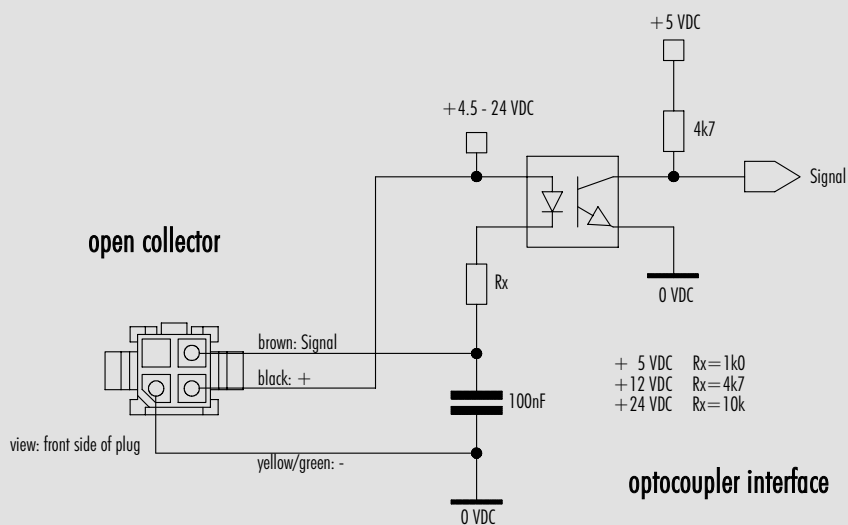 +5 VDC
+4.5 - 24 VDC
4k7
Signal
open collector
Rx
0 VDC
brown: Signal
+ 5 VDC Rx=1k0
black: +
+12 VDC Rx=4k7
100nF
+24 VDC Rx=10k
view: front side of plug
yellow/green: -
optocoupler interface
0 VDC